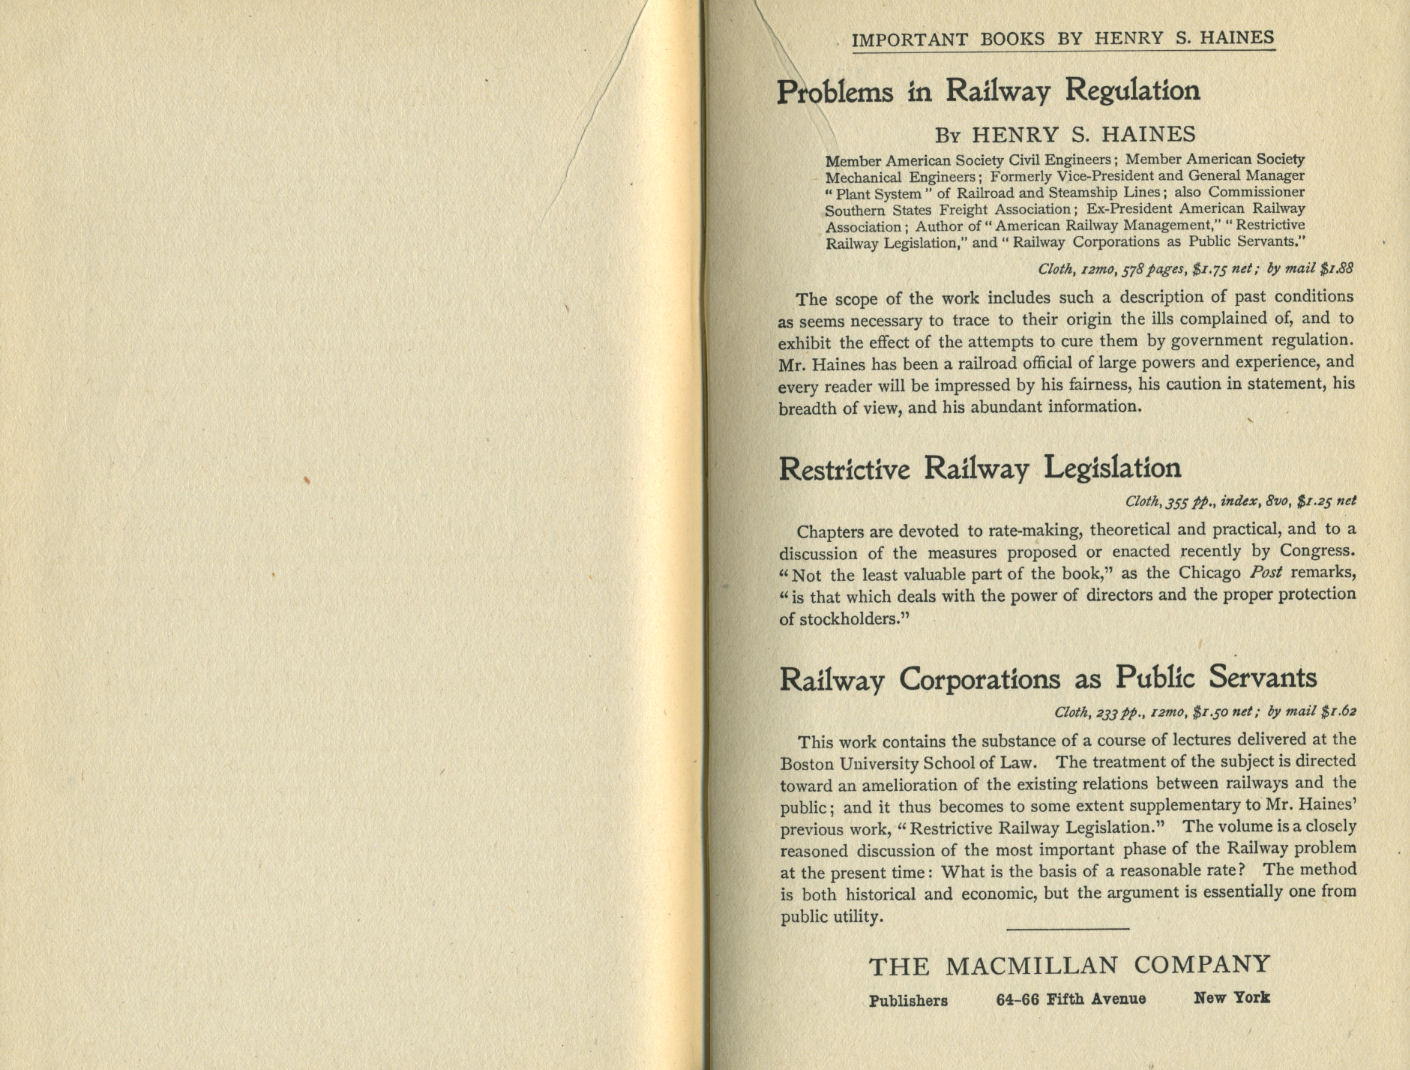 IMPORTANT BOOKS BY HENRY S. HAINES
Problems in Railway Regulation
By HENRY S. HAINES
Member American Society Civil Engineers; Member American Society
Mechanical Engineers; Formerly Vice-President and General Manager
"Plant System" of Railroad and Steamship Lines; also Commissioner
Southern States Freight Association; Ex-President American Railway
Association; Author of "American Railway Management," "Restrictive
Railway Legislation," and "Railway Corporations as Public Servants."
Cloth, 12mo, 578 pages, $1.75 net; by mail $1.88
The scope of the work includes such a description of past conditions
as seems necessary to trace to their origin the ills complained of, and to
exhibit the effect of the attempts to cure them by government regulation.
Mr. Haines has been a railroad official of large powers and experience, and
every reader will be impressed by his fairness, his caution in statement, his
breadth of view, and his abundant information.
Restrictive Railway Legislation
Cloth, 355 pp., index, 8vo, $1.25 net
Chapters are devoted to rate-making, theoretical and practical, and to a
discussion of the measures proposed or enacted recently by Congress.
"Not the least valuable part of the book," as the Chicago Post remarks,
"is that which deals with the power of directors and the proper protection
of stockholders."
Railway Corporations as Public Servants
Cloth, 233 pp., 12mo, $1.50 net; by mail $1.62
This work contains the substance of a course of lectures delivered at the
Boston University School of Law. The treatment of the subject is directed
toward an amelioration of the existing relations between railways and the
public; and it thus becomes to some extent supplementary to Mr. Haines'
previous work, "Restrictive Railway Legislation." The volume is a closely
reasoned discussion of the most important phase of the Railway problem
at the present time: What is the basis of a reasonable rate? The method
is both historical and economic, but the argument is essentially one from
public utility.
THE MACMILLAN COMPANY
Publishers 64-66 Fifth Avenue New York